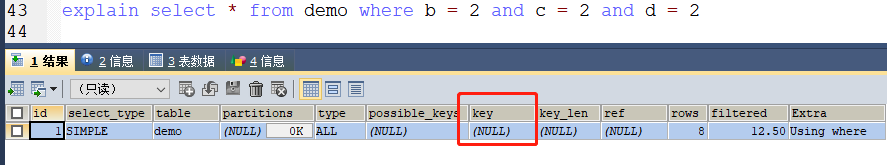 43 explain select * from demo where b = 2 and c = 2 and d = 2
44
1 结果 2 信息 3 表数据 4 信息
(只读)
id select_type table partitions type possible_keys key key_len ref rows filtered Extra
1 SIMPLE demo (NULL) 0K ALL (NULL) (NULL) (NULL) (NULL) 8 12.50 Using where